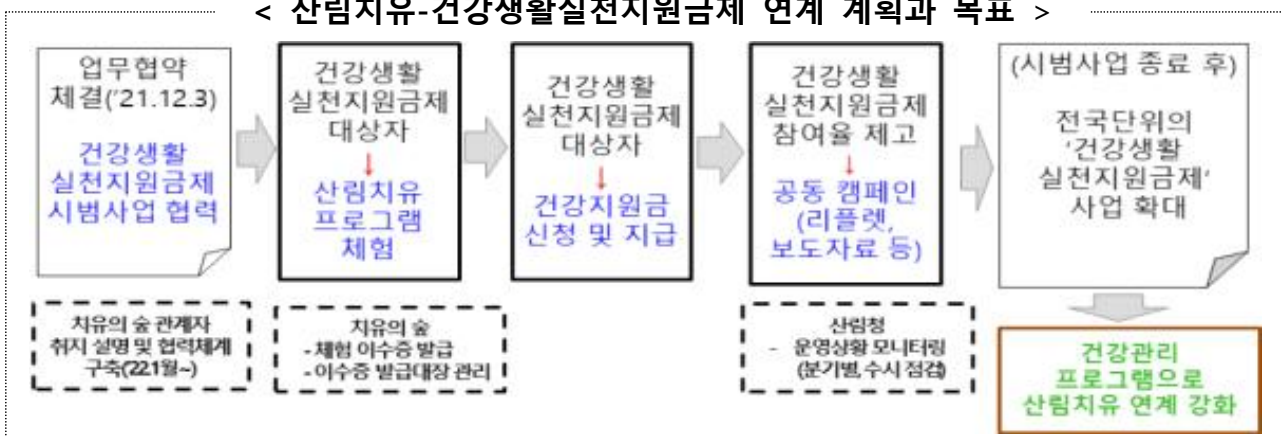 < 산림치유-건강생활실천지원금제 연계 계획과 목표 >
업무협약
체결('21.12.3)
건강생활
실천지원금제
시범사업 협력
건강생활
실천지원금제
대상자
↓
산림치유
프로그램
체험
건강생활
실천지원금제
대상자
↓
건강지원금
신청 및 지급
건강생활
실천지원금제
참여율 제고
↓
공동 캠페인
(리플렛,
보도자료 등)
(시범사업 종료 후)
전국단위의
'건강생활
실천지원금제'
사업 확대
치유의 숲 관계자
취지 설명 및 협력체계
구축('22.1월~)
치유의 숲
- 체험 이수증 발급
- 이수증 발급대장 관리
산림청
- 운영상황 모니터링
(분기별, 수시 점검)
건강관리
프로그램으로
산림치유 연계 강화